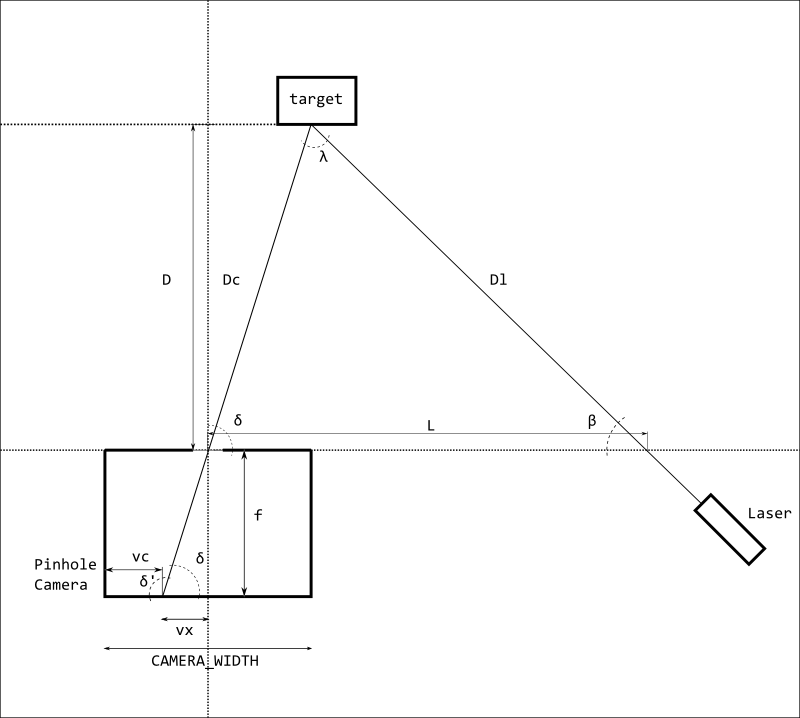 target
λ
D
Dc
Dl
δ
L
β
f
Laser
vc
δ
Pinhole
Camera
δ'
vx
CAMERA_WIDTH